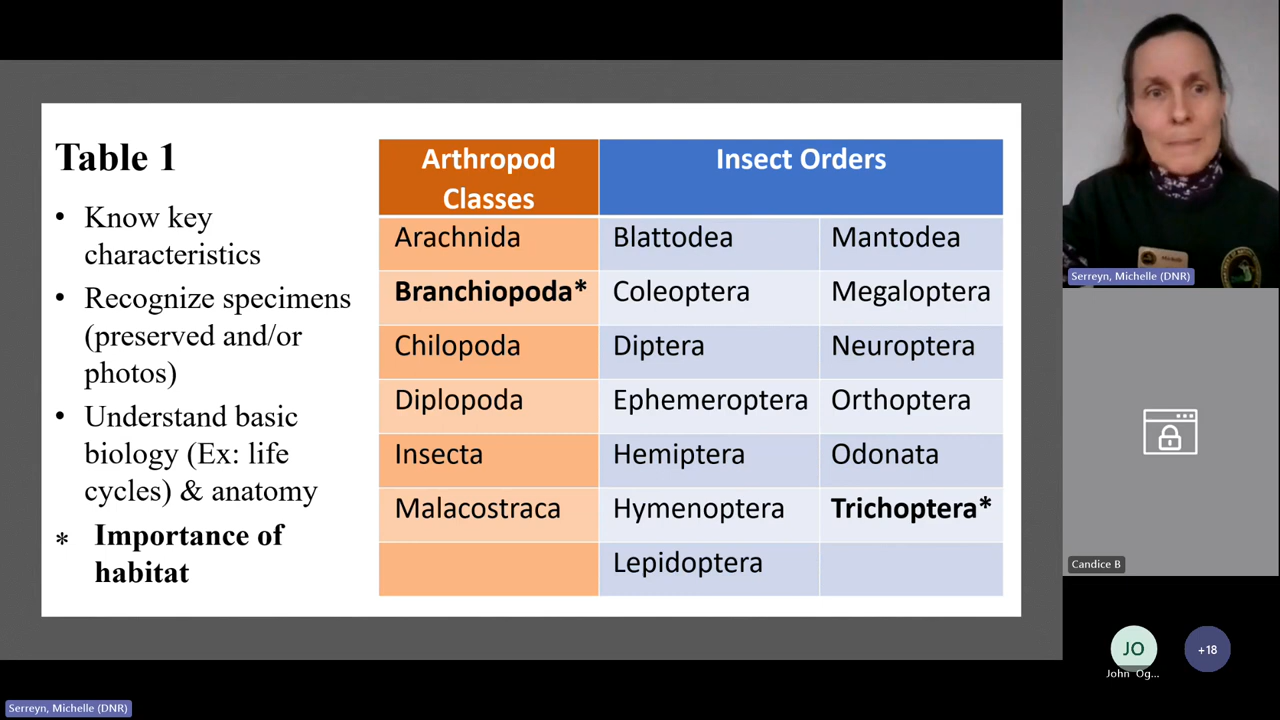 Table 1
• Know key
characteristics
• Recognize specimens
(preserved and/or
photos)
• Understand basic
biology (Ex: life
cycles) & anatomy
* Importance of
habitat
Arthropod
Classes
Insect Orders
Arachnida Blattodea Mantodea
Branchiopoda* Coleoptera Megaloptera
Chilopoda Diptera Neuroptera
Diplopoda Ephemeroptera Orthoptera
Insecta Hemiptera Odonata
Malacostraca Hymenoptera Trichoptera*
Lepidoptera
Serreyn, Michelle (DNR)
Candice B
JO
John Og...
+18
Serreyn, Michelle (DNR)